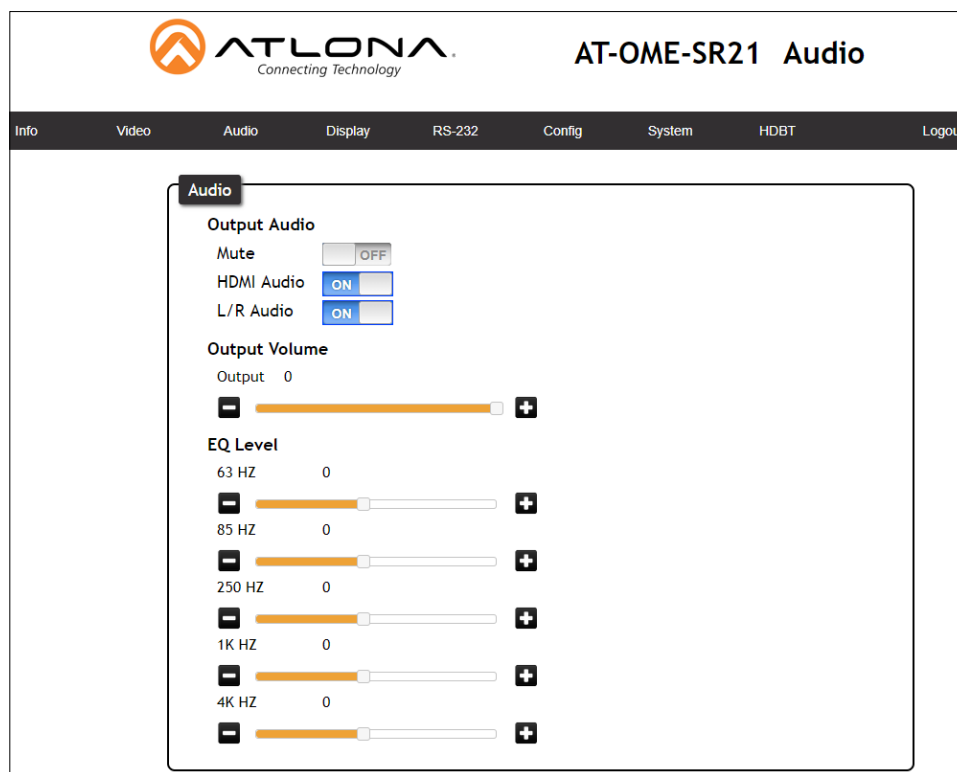 ATLONA.
Connecting Technology
AT-OME-SR21 Audio
Info Video Audio Display RS-232 Config System HDBT Logou
Audio
Output Audio
Mute OFF
HDMI Audio ON
L/R Audio ON
Output Volume
Output 0
EQ Level
63 HZ 0
85 HZ 0
250 HZ 0
1K HZ 0
4K HZ 0